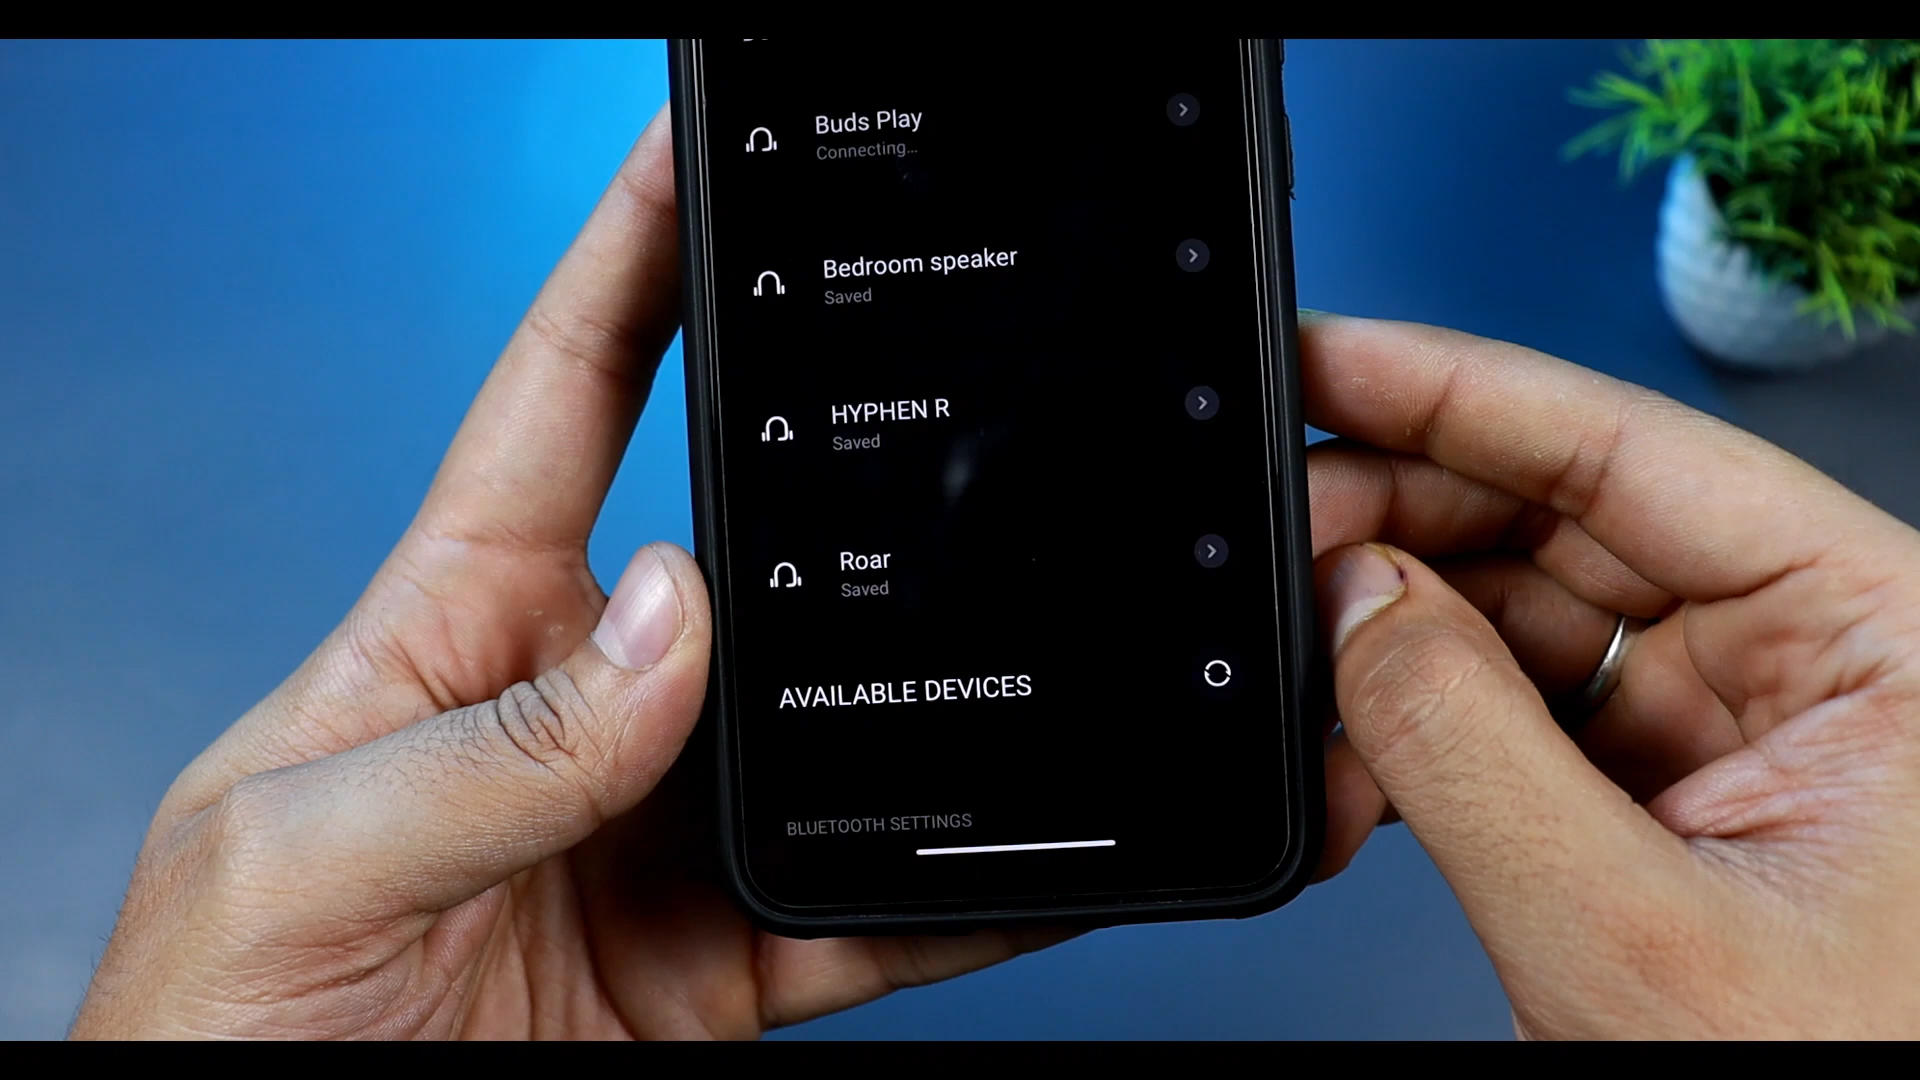 Buds Play
Connecting...
Bedroom speaker
Saved
HYPHEN R
Saved
Roar
Saved
AVAILABLE DEVICES
BLUETOOTH SETTINGS